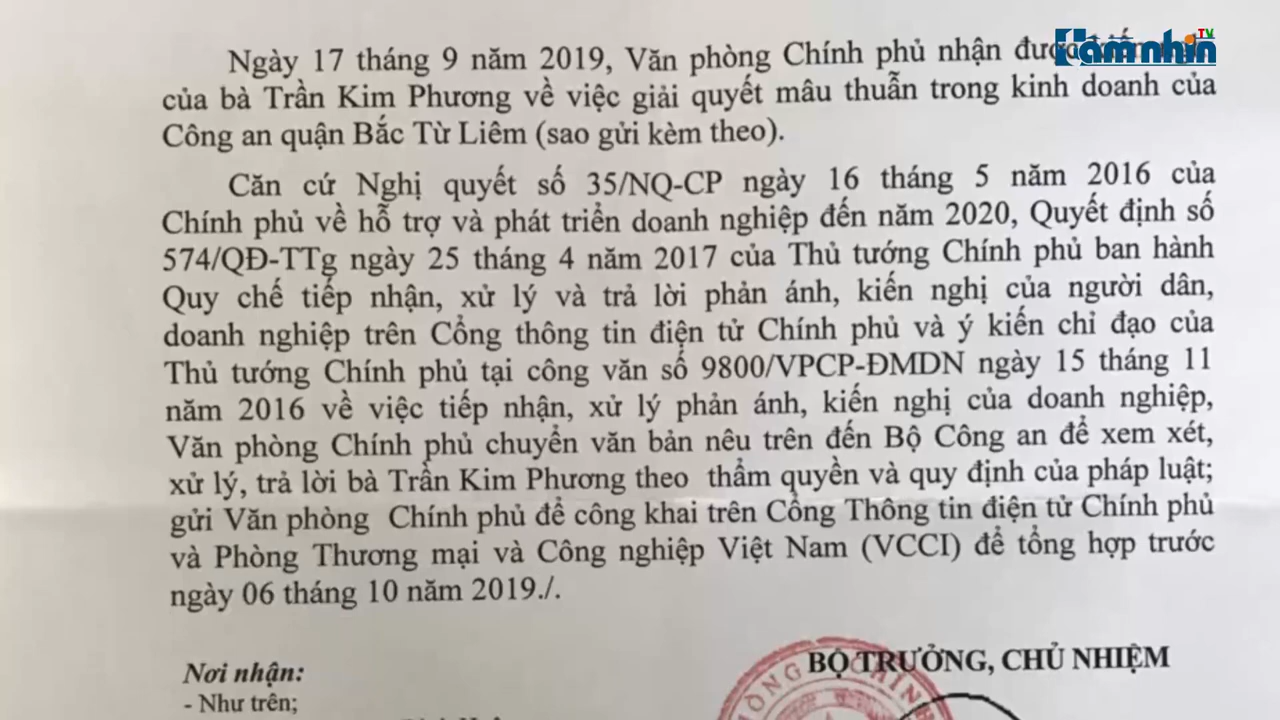 Hàmnhìn TV
Ngày 17 tháng 9 năm 2019, Văn phòng Chính phủ nhận được
của bà Trần Kim Phương về việc giải quyết mâu thuẫn trong kinh doanh của
Công an quận Bắc Từ Liêm (sao gửi kèm theo).
Căn cứ Nghị quyết số 35/NQ-CP ngày 16 tháng 5 năm 2016 của
Chính phủ về hỗ trợ và phát triển doanh nghiệp đến năm 2020, Quyết định số
574/QĐ-TTg ngày 25 tháng 4 năm 2017 của Thủ tướng Chính phủ ban hành
Quy chế tiếp nhận, xử lý và trả lời phản ánh, kiến nghị của người dân,
doanh nghiệp trên Cổng thông tin điện tử Chính phủ và ý kiến chỉ đạo của
Thủ tướng Chính phủ tại công văn số 9800/VPCP-ĐMDN ngày 15 tháng 11
năm 2016 về việc tiếp nhận, xử lý phản ánh, kiến nghị của doanh nghiệp,
Văn phòng Chính phủ chuyển văn bản nêu trên đến Bộ Công an để xem xét,
xử lý, trả lời bà Trần Kim Phương theo thẩm quyền và quy định của pháp luật;
gửi Văn phòng Chính phủ để công khai trên Cổng Thông tin điện tử Chính phủ
và Phòng Thương mại và Công nghiệp Việt Nam (VCCI) để tổng hợp trước
ngày 06 tháng 10 năm 2019./.
Nơi nhận:
BỘ TRƯỞNG, CHỦ NHIỆM
- Như trên;